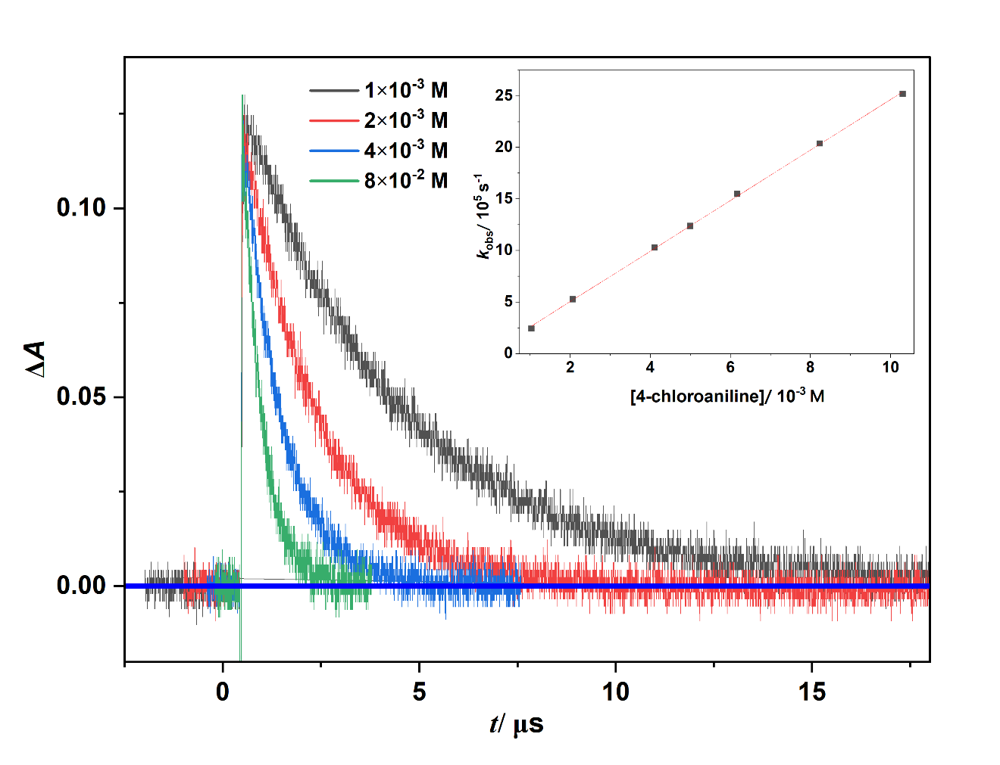 1×10⁻³ M
2×10⁻³ M
4×10⁻³ M
8×10⁻² M
0.10
0.05
0.00
ΔA
0 5 10 15
t/ μs
25
20
15
10
5
0
kobs/ 10⁵ s⁻¹
2 4 6 8 10
[4-chloroaniline]/ 10⁻³ M